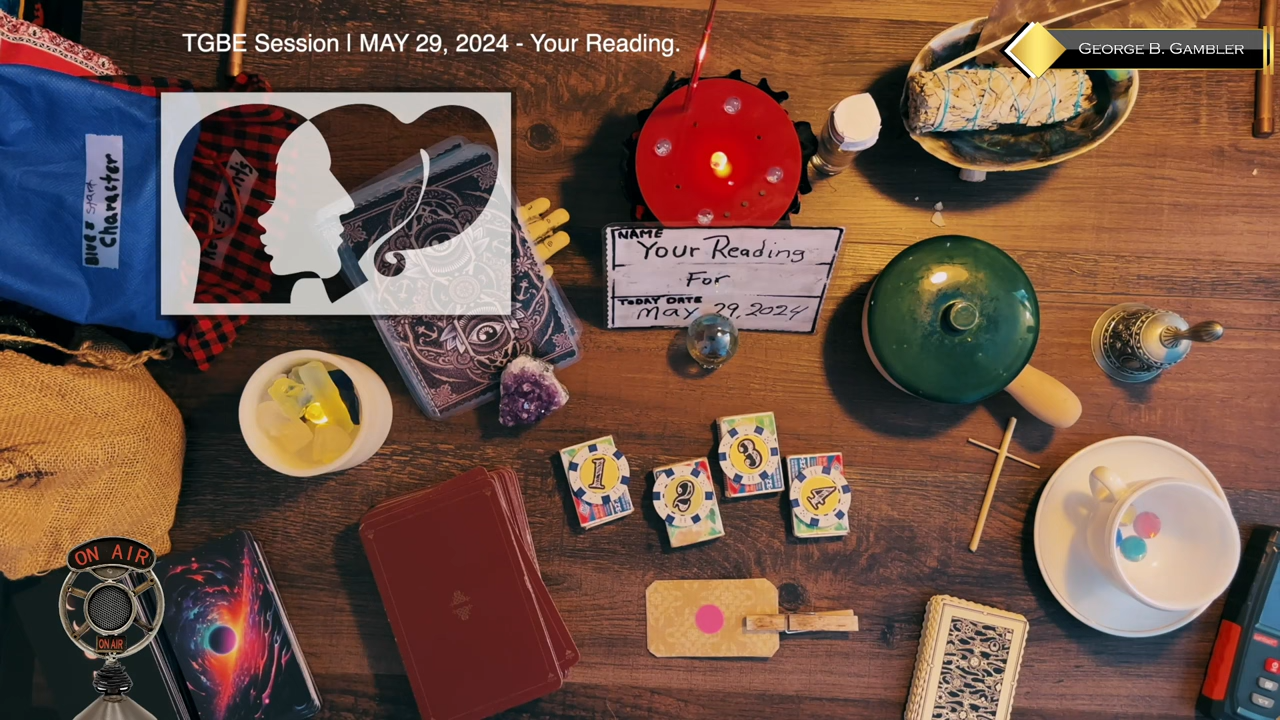 TGBE Session | MAY 29, 2024 - Your Reading.
GEORGE B. GAMBLER
Start
Character
NAME
Your Reading
For
TODAY DATE
May 29, 2024
1
2
3
4
ON AIR
ON AIR